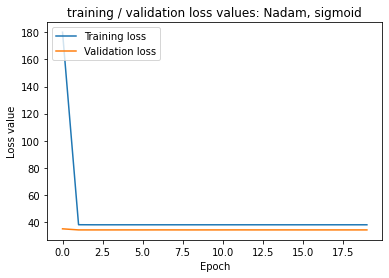 training / validation loss values: Nadam, sigmoid
Training loss
Validation loss
Loss value
180
160
140
120
100
80
60
40
0.0 2.5 5.0 7.5 10.0 12.5 15.0 17.5
Epoch